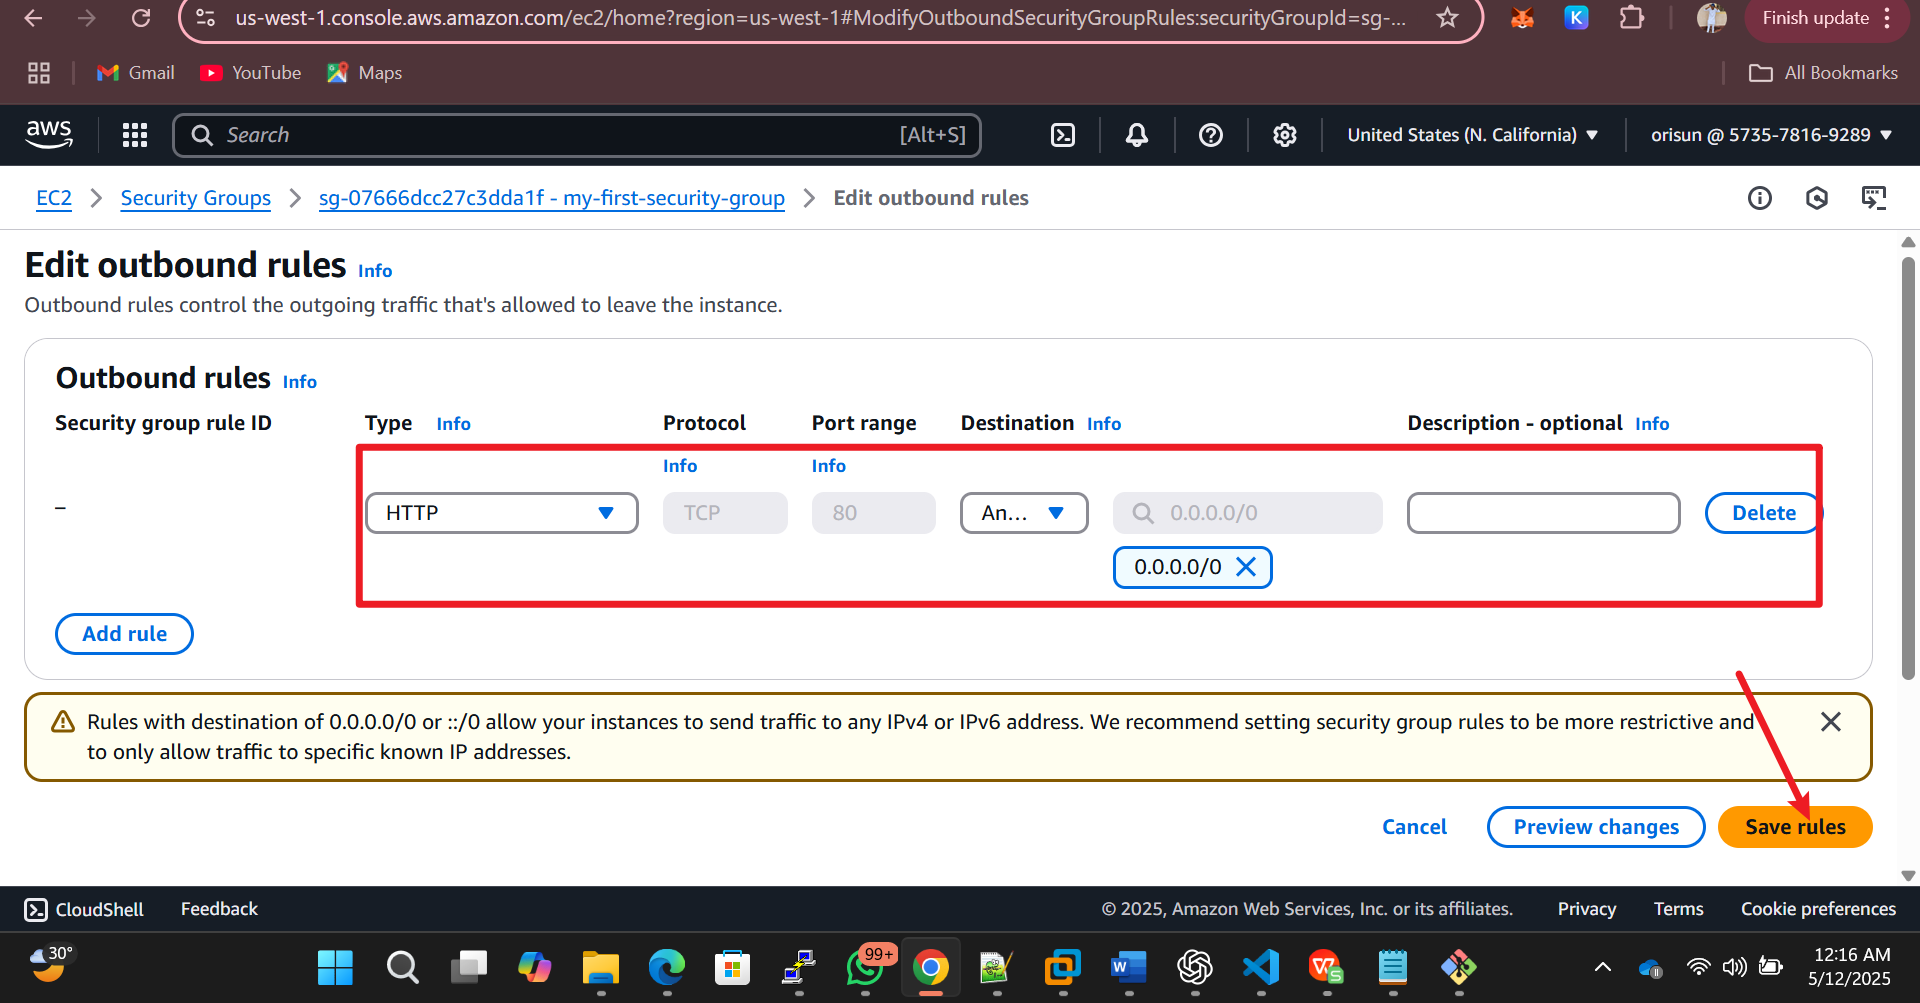 us-west-1.console.aws.amazon.com/ec2/home?region=us-west-1#ModifyOutboundSecurityGroupRules:securityGroupId=sg-...
K
Finish update
Gmail
YouTube
Maps
All Bookmarks
aws
Search
[Alt+S]
United States (N. California)
orisun @ 5735-7816-9289
EC2
Security Groups
sg-07666dcc27c3dda1f - my-first-security-group
Edit outbound rules
Edit outbound rules Info
Outbound rules control the outgoing traffic that's allowed to leave the instance.
Outbound rules Info
Security group rule ID
Type Info
Protocol
Port range
Destination Info
Description - optional Info
Info
Info
–
HTTP
TCP
80
An...
0.0.0.0/0
Delete
0.0.0.0/0
Add rule
Rules with destination of 0.0.0.0/0 or ::/0 allow your instances to send traffic to any IPv4 or IPv6 address. We recommend setting security group rules to be more restrictive and
to only allow traffic to specific known IP addresses.
Cancel
Preview changes
Save rules
CloudShell
Feedback
© 2025, Amazon Web Services, Inc. or its affiliates.
Privacy
Terms
Cookie preferences
30°
99+
W
W
S
12:16 AM
5/12/2025